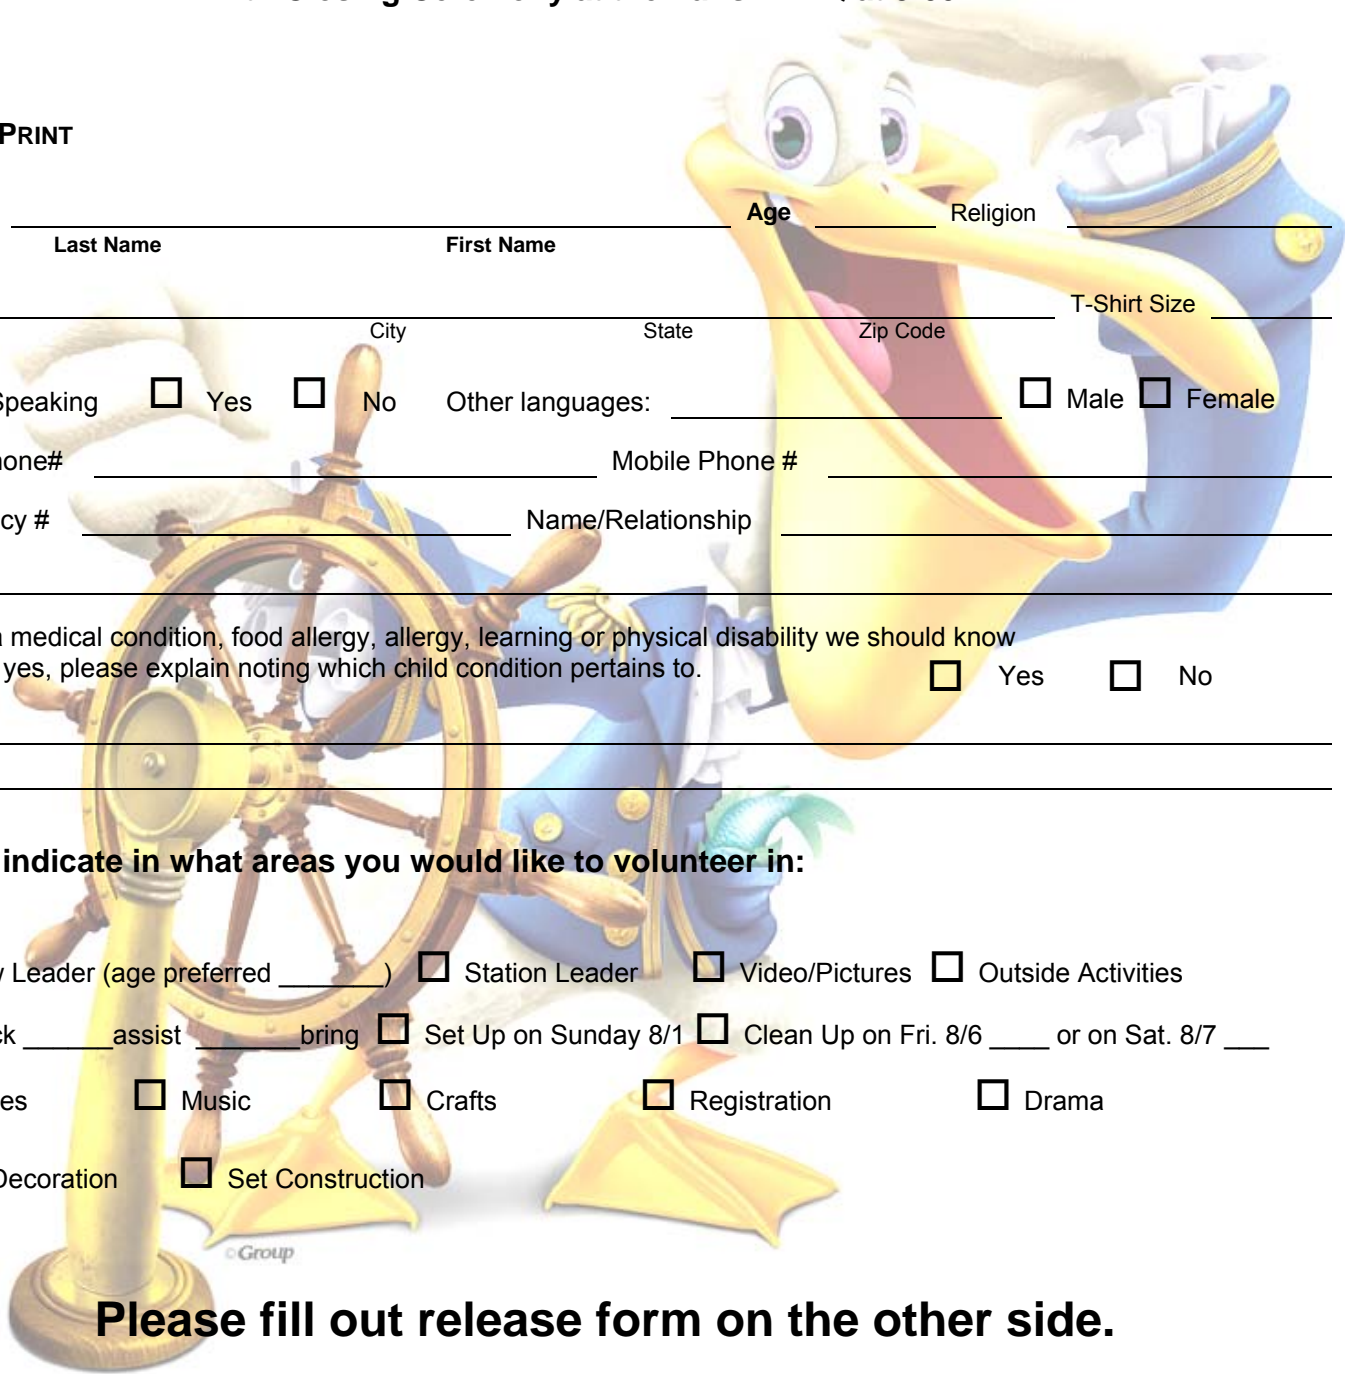 PRINT
Age Religion
Last Name First Name
T-Shirt Size
City State Zip Code
Speaking Yes No Other languages: Male Female
hone# Mobile Phone #
cy # Name/Relationship
medical condition, food allergy, allergy, learning or physical disability we should know
yes, please explain noting which child condition pertains to.
Yes No
indicate in what areas you would like to volunteer in:
Leader (age preferred _______) Station Leader Video/Pictures Outside Activities
ck ______assist _______bring Set Up on Sunday 8/1 Clean Up on Fri. 8/6 ____ or on Sat. 8/7 ___
es Music Crafts Registration Drama
Decoration Set Construction
©Group
Please fill out release form on the other side.